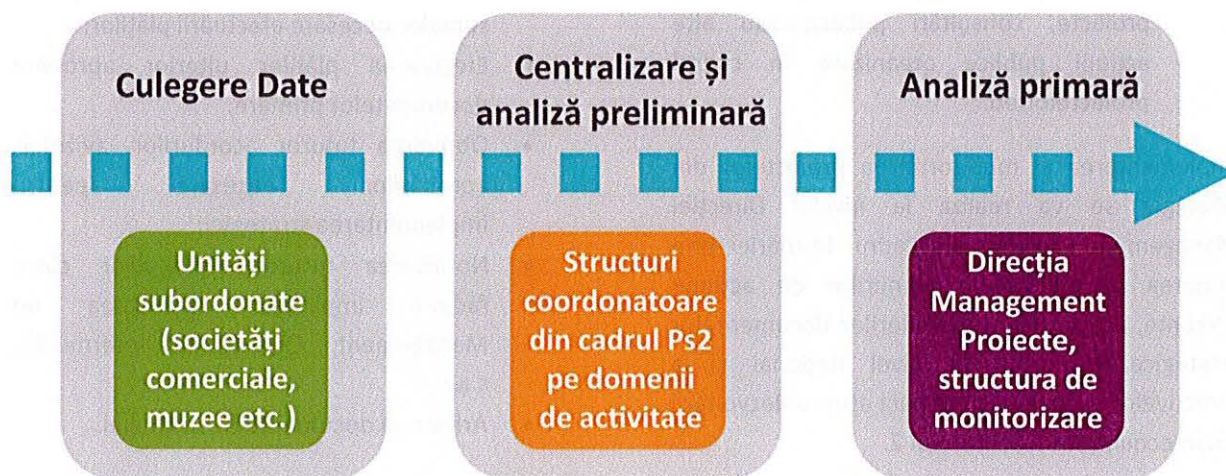 Culegere Date
Unități
subordonate
(societăți
comerciale,
muzee etc.)
Centralizare și
analiză preliminară
Structuri
coordonatoare
din cadrul Ps2
pe domenii
de activitate
Analiză primară
Direcția
Management
Proiecte,
structura de
monitorizare